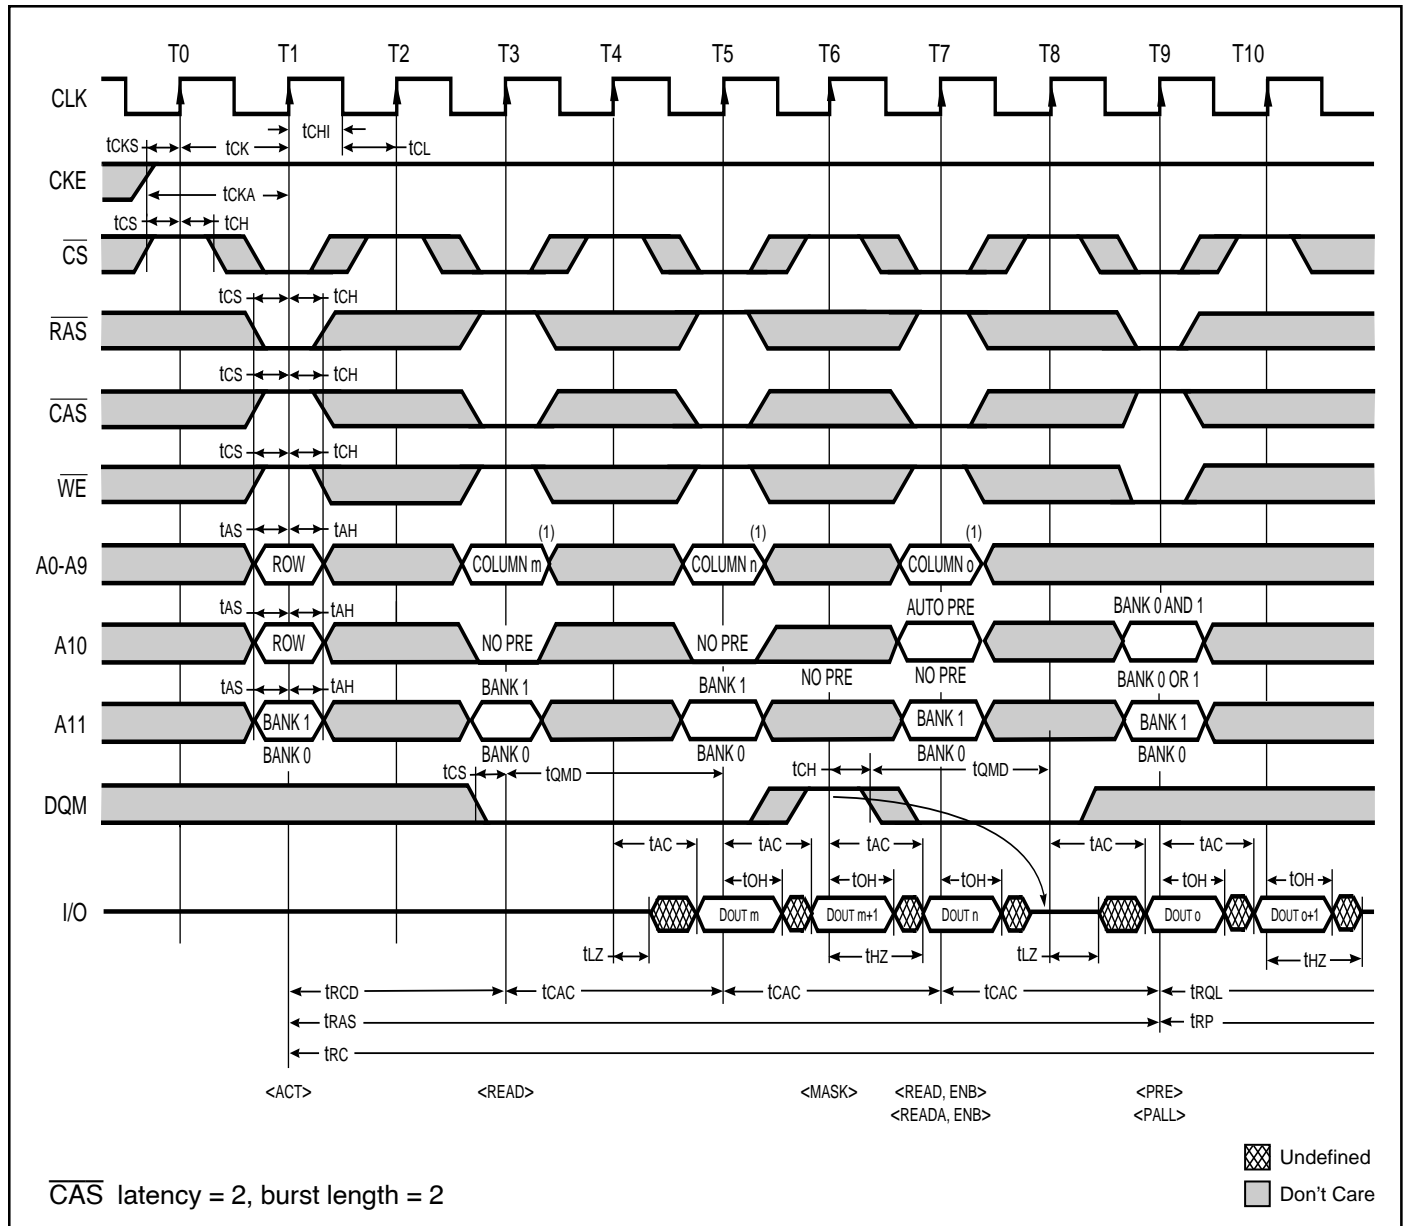 T0 T1 T2 T3 T4 T5 T6 T7 T8 T9 T10
CLK
tCHI
tCKS tCK tCL
CKE
tCKA
tCS tCH
CS
tCS tCH
RAS
tCS tCH
CAS
tCS tCH
WE
tAS tAH (1) (1) (1)
A0-A9 ROW COLUMN m COLUMN n COLUMN o
tAS tAH AUTO PRE BANK 0 AND 1
A10 ROW NO PRE NO PRE
NO PRE NO PRE BANK 0 OR 1
tAS tAH BANK 1 BANK 1
A11 BANK 1 BANK 1 BANK 1
BANK 0 BANK 0 BANK 0 BANK 0 BANK 0
tCS tQMD tCH tQMD
DQM
tAC tAC tAC tAC tAC
tOH tOH tOH tOH tOH
I/O DOUT m DOUT m+1 DOUT n DOUT o DOUT o+1
tLZ tHZ tLZ tHZ
tRCD tCAC tCAC tCAC tRQL
tRAS tRP
tRC
<ACT> <READ> <MASK> <READ, ENB> <PRE>
<READA, ENB> <PALL>
Undefined
Don't Care
CAS latency = 2, burst length = 2